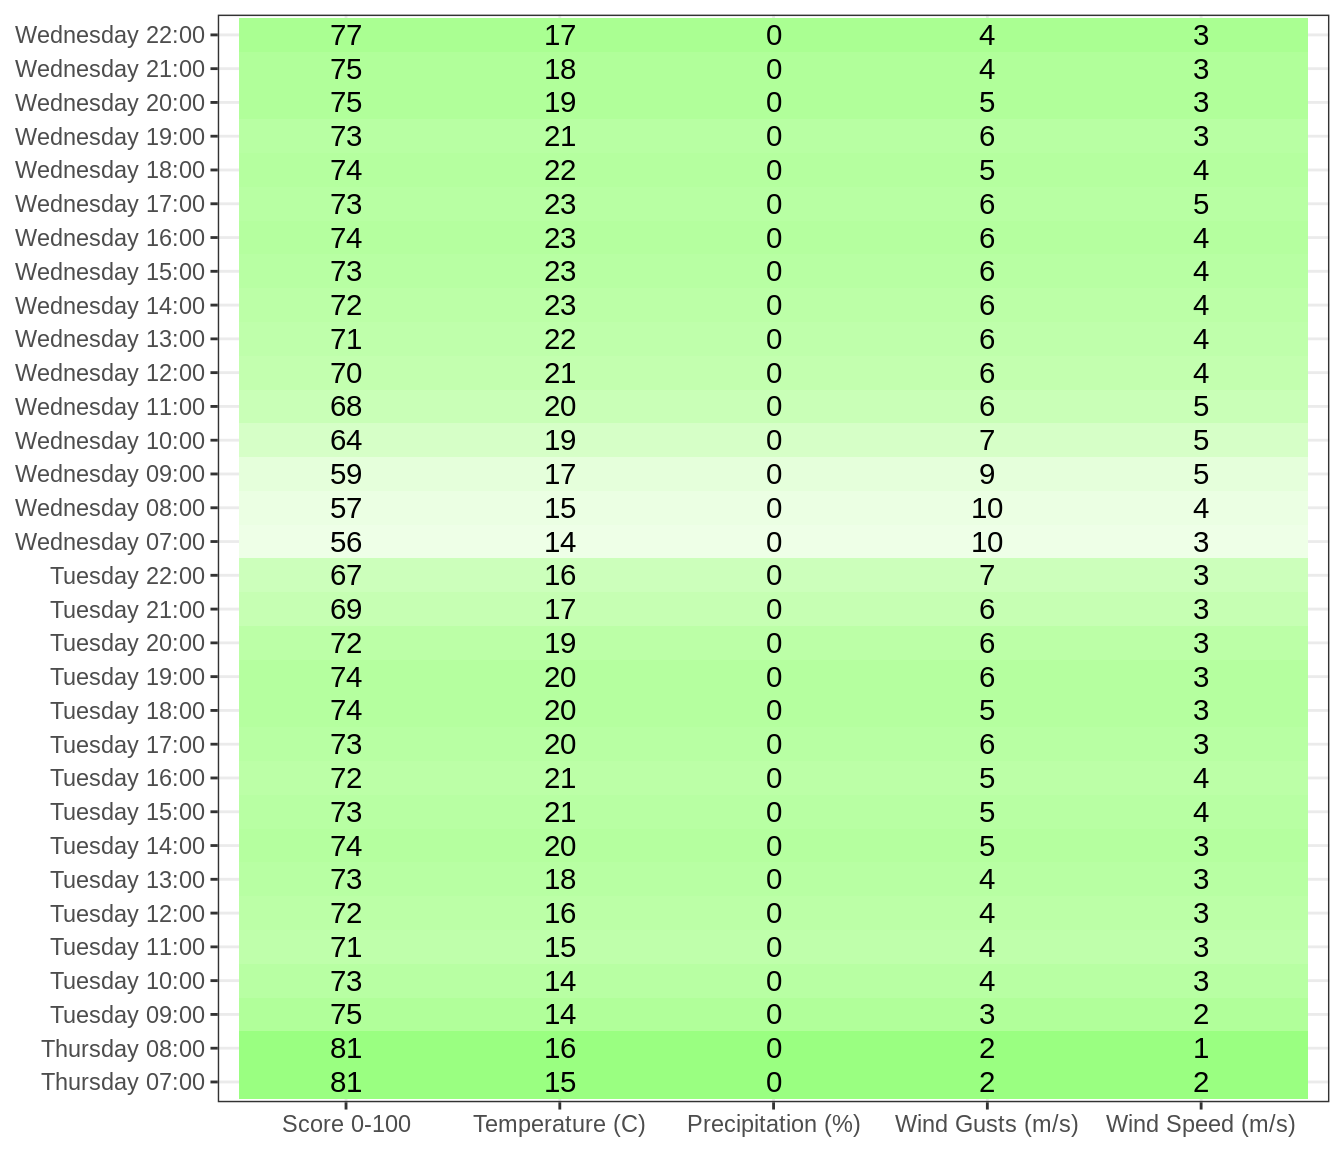 Wednesday 22:00 77 17 0 4 3
Wednesday 21:00 75 18 0 4 3
Wednesday 20:00 75 19 0 5 3
Wednesday 19:00 73 21 0 6 3
Wednesday 18:00 74 22 0 5 4
Wednesday 17:00 73 23 0 6 5
Wednesday 16:00 74 23 0 6 4
Wednesday 15:00 73 23 0 6 4
Wednesday 14:00 72 23 0 6 4
Wednesday 13:00 71 22 0 6 4
Wednesday 12:00 70 21 0 6 4
Wednesday 11:00 68 20 0 6 5
Wednesday 10:00 64 19 0 7 5
Wednesday 09:00 59 17 0 9 5
Wednesday 08:00 57 15 0 10 4
Wednesday 07:00 56 14 0 10 3
Tuesday 22:00 67 16 0 7 3
Tuesday 21:00 69 17 0 6 3
Tuesday 20:00 72 19 0 6 3
Tuesday 19:00 74 20 0 6 3
Tuesday 18:00 74 20 0 5 3
Tuesday 17:00 73 20 0 6 3
Tuesday 16:00 72 21 0 5 4
Tuesday 15:00 73 21 0 5 4
Tuesday 14:00 74 20 0 5 3
Tuesday 13:00 73 18 0 4 3
Tuesday 12:00 72 16 0 4 3
Tuesday 11:00 71 15 0 4 3
Tuesday 10:00 73 14 0 4 3
Tuesday 09:00 75 14 0 3 2
Thursday 08:00 81 16 0 2 1
Thursday 07:00 81 15 0 2 2
Score 0-100 Temperature (C) Precipitation (%) Wind Gusts (m/s) Wind Speed (m/s)